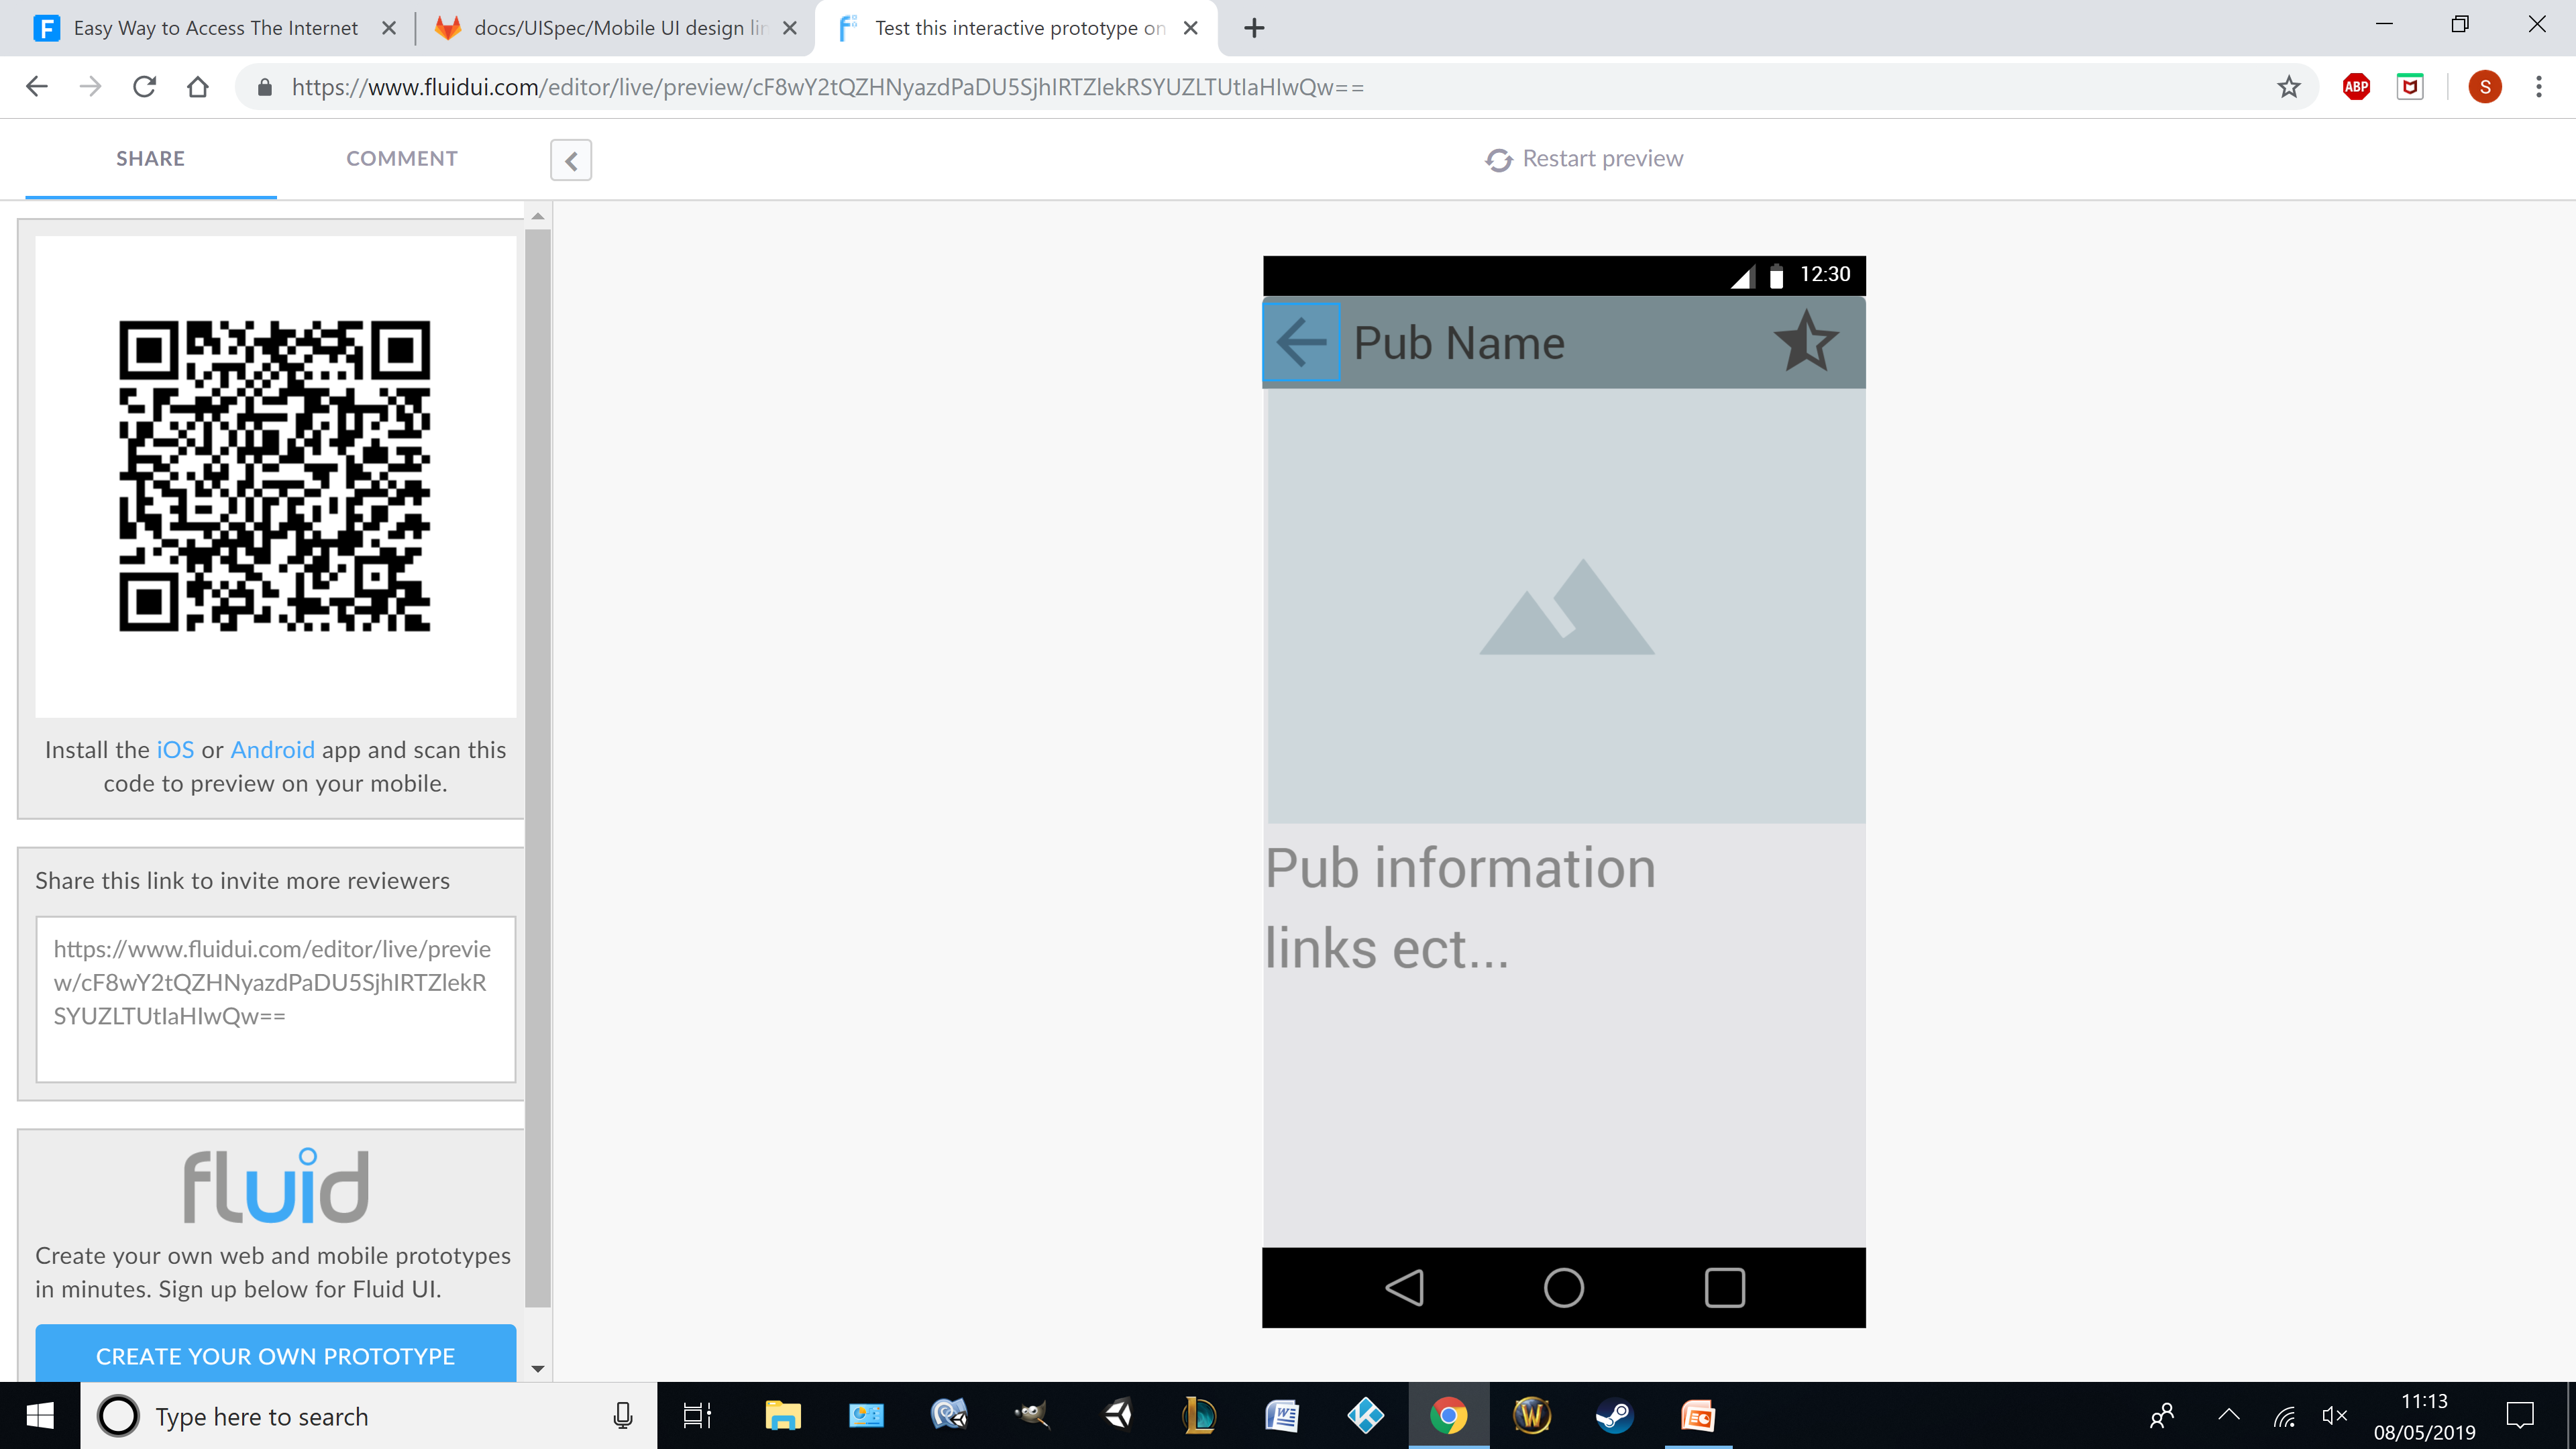 Easy Way to Access The Internet
docs/UISpec/Mobile UI design lin
Test this interactive prototype on
https://www.fluidui.com/editor/live/preview/cF8wY2tQZHNyazdPaDU5SjhIRTZlekRSYUZLTUtIaHIwQw==
ABP
S
SHARE
COMMENT
Restart preview
Install the iOS or Android app and scan this
code to preview on your mobile.
Share this link to invite more reviewers
https://www.fluidui.com/editor/live/previe
w/cF8wY2tQZHNyazdPaDU5SjhIRTZlekR
SYUZLTUtIaHIwQw==
fluid
Create your own web and mobile prototypes
in minutes. Sign up below for Fluid UI.
CREATE YOUR OWN PROTOTYPE
12:30
Pub Name
Pub information
links ect...
Type here to search
11:13
08/05/2019